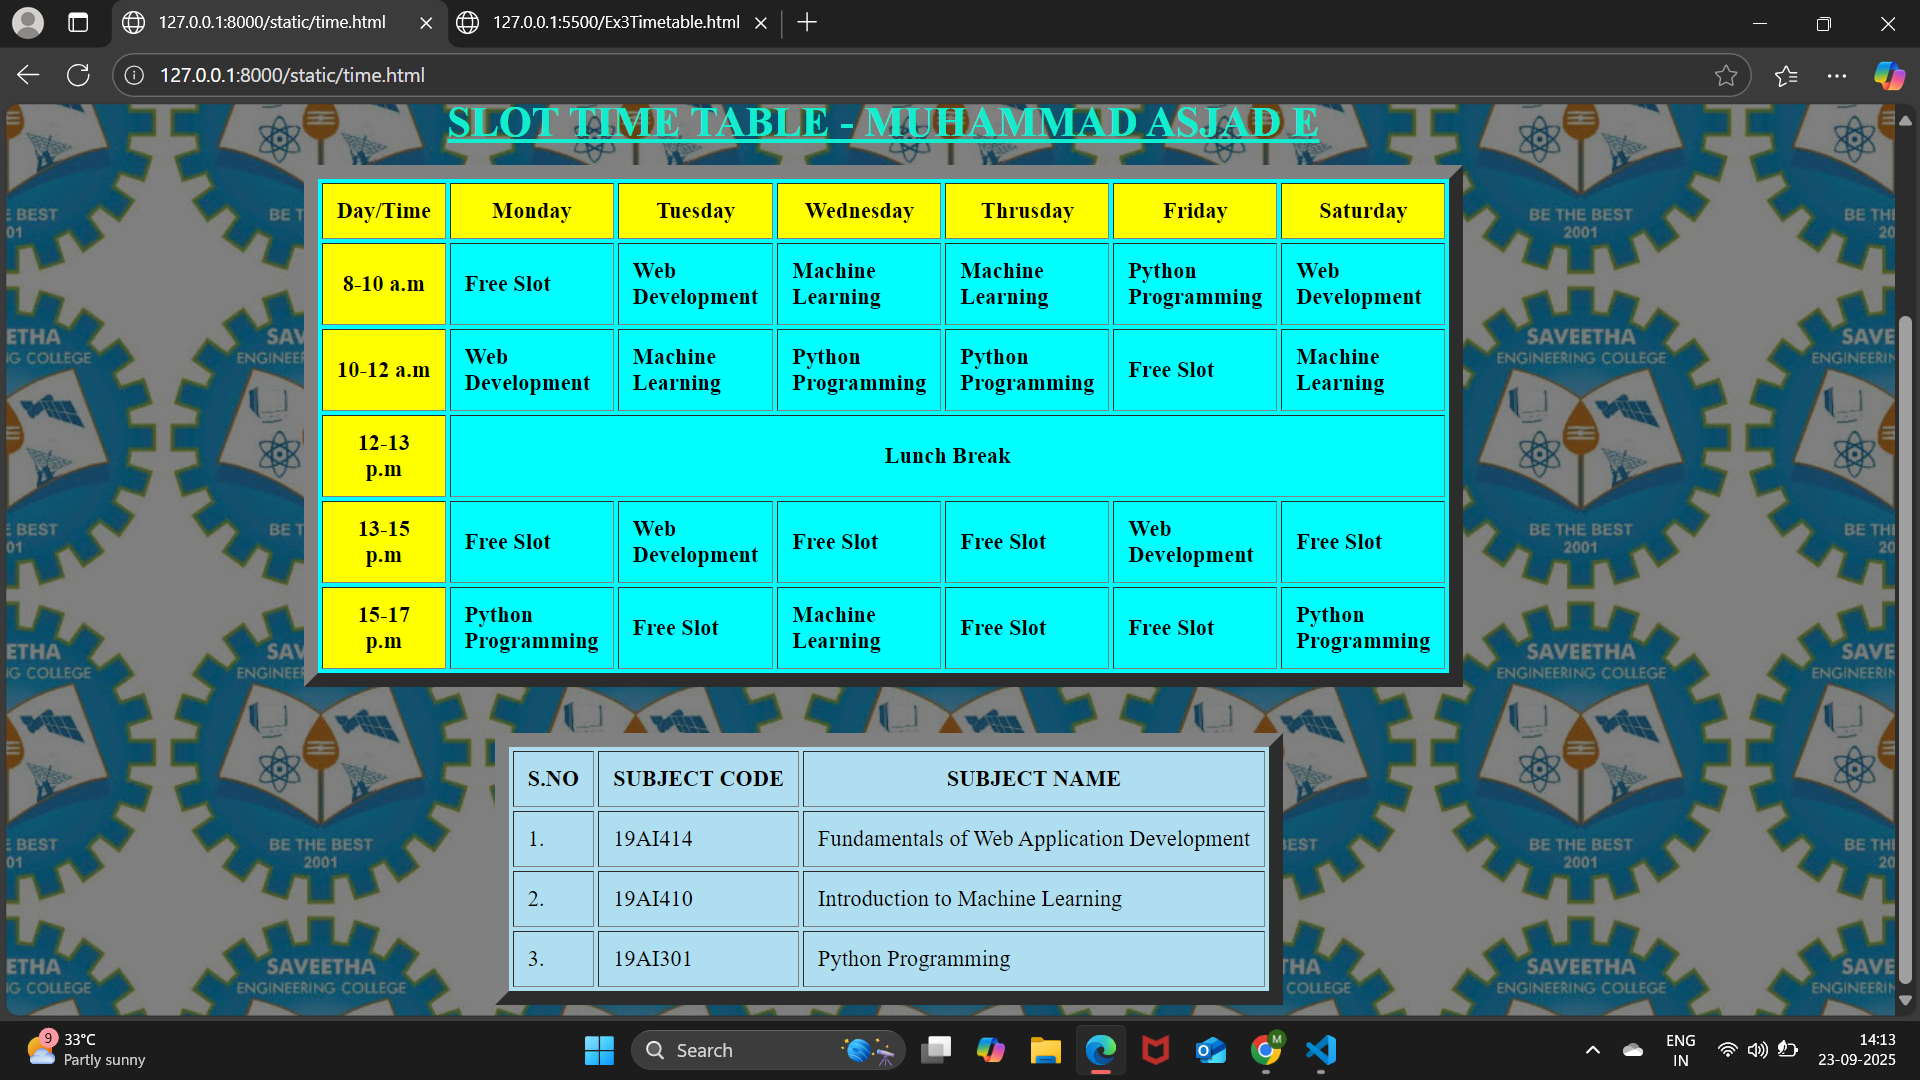 127.0.0.1:8000/static/time.html
127.0.0.1:5500/Ex3Timetable.html
127.0.0.1:8000/static/time.html
SLOT TIME TABLE - MUHAMMAD ASJAD E
Day/Time Monday Tuesday Wednesday Thrusday Friday Saturday
8-10 a.m Free Slot Web Development Machine Learning Machine Learning Python Programming Web Development
10-12 a.m Web Development Machine Learning Python Programming Python Programming Free Slot Machine Learning
12-13 p.m Lunch Break
13-15 p.m Free Slot Web Development Free Slot Free Slot Web Development Free Slot
15-17 p.m Python Programming Free Slot Machine Learning Free Slot Free Slot Python Programming
S.NO SUBJECT CODE SUBJECT NAME
1. 19AI414 Fundamentals of Web Application Development
2. 19AI410 Introduction to Machine Learning
3. 19AI301 Python Programming
SAVEETHA
ENGINEERING COLLEGE
BE THE BEST
2001
9
33°C
Partly sunny
Search
M
ENG
IN
14:13
23-09-2025